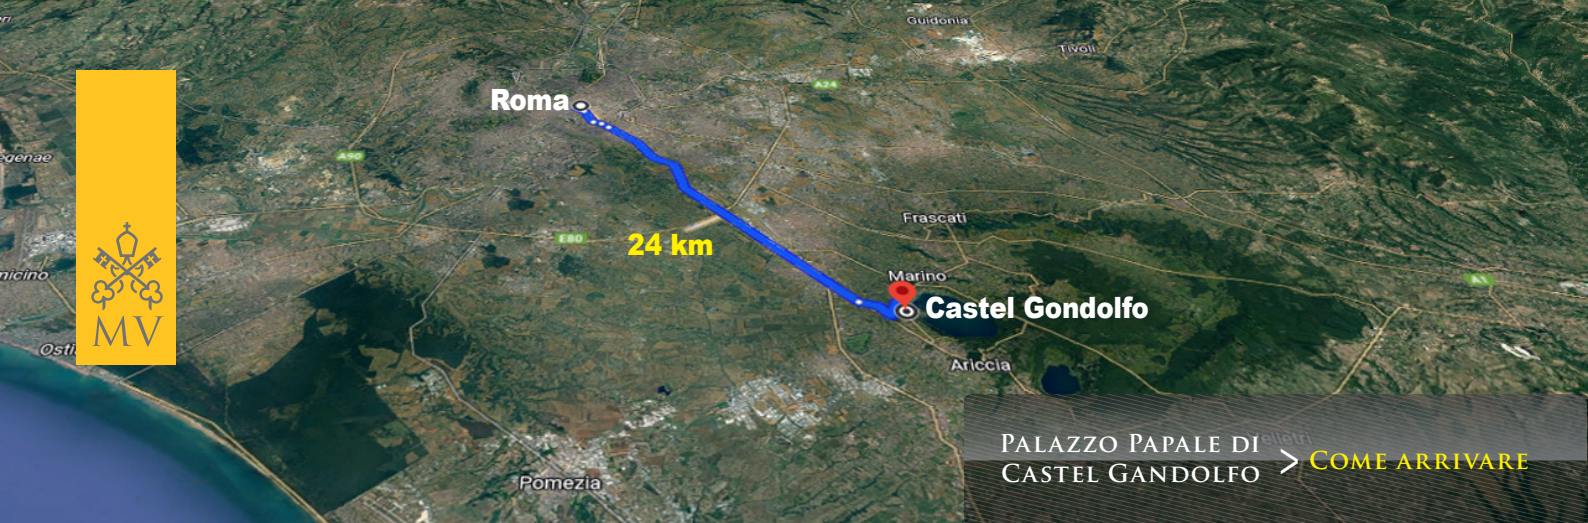 Guidonia
Tivoli
A24
Roma
A90
Frascati
E80
24 km
Marino
A1
Castel Gondolfo
MV
Ariccia
PALAZZO PAPALE DI
CASTEL GANDOLFO > COME ARRIVARE
Pomezia